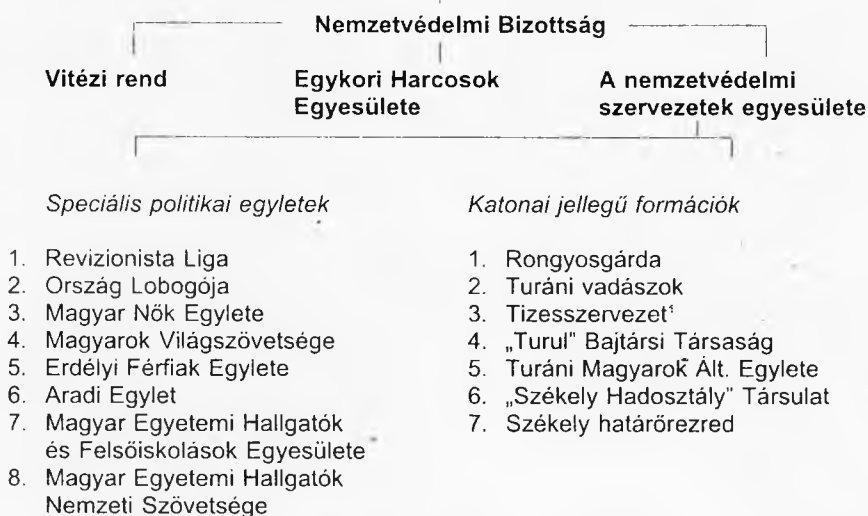 Nemzetvédelmi Bizottság
Vitézi rend
Egykori Harcosok
Egyesülete
A nemzetvédelmi
szervezetek egyesülete
Speciális politikai egyletek
1. Revizionista Liga
2. Ország Lobogója
3. Magyar Nők Egylete
4. Magyarok Világszövetsége
5. Erdélyi Férfiak Egylete
6. Aradi Egylet
7. Magyar Egyetemi Hallgatók
és Felsőiskolások Egyesülete
8. Magyar Egyetemi Hallgatók
Nemzeti Szövetsége
Katonai jellegű formációk
1. Rongyosgárda
2. Turáni vadászok
3. Tizesszervezet¹
4. „Turul" Bajtársi Társaság
5. Turáni Magyarok Ált. Egylete
6. „Székely Hadosztály" Társulat
7. Székely határőrezred